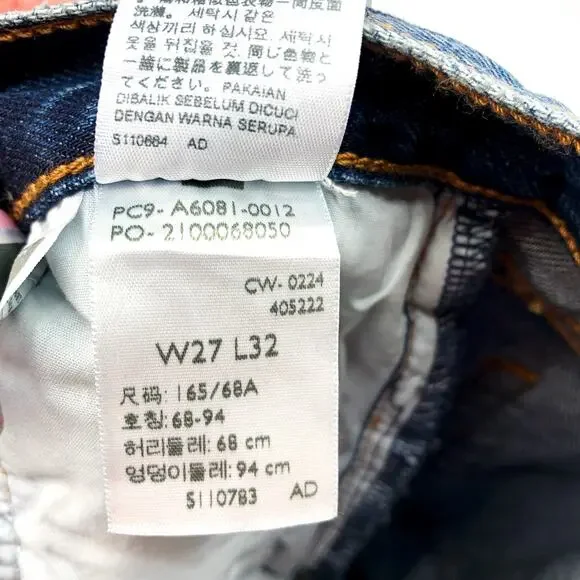 洗滌。세탁시 같은
색상끼리 하십시요. 세탁시
옷을 뒤집을 것. 同じ色物と
一緒に製品を裏返して洗っ
てください。PAKAIAN
DIBALIK SEBELUM DICUCI
DENGAN WARNA SERUPA
S110664 AD
PC9- A6081-0012
PO- 2100068050
CW- 0224
405222
W27 L32
尺码: 165/68A
호칭: 68-94
허리둘레: 68 cm
엉덩이둘레: 94 cm
S110783 AD